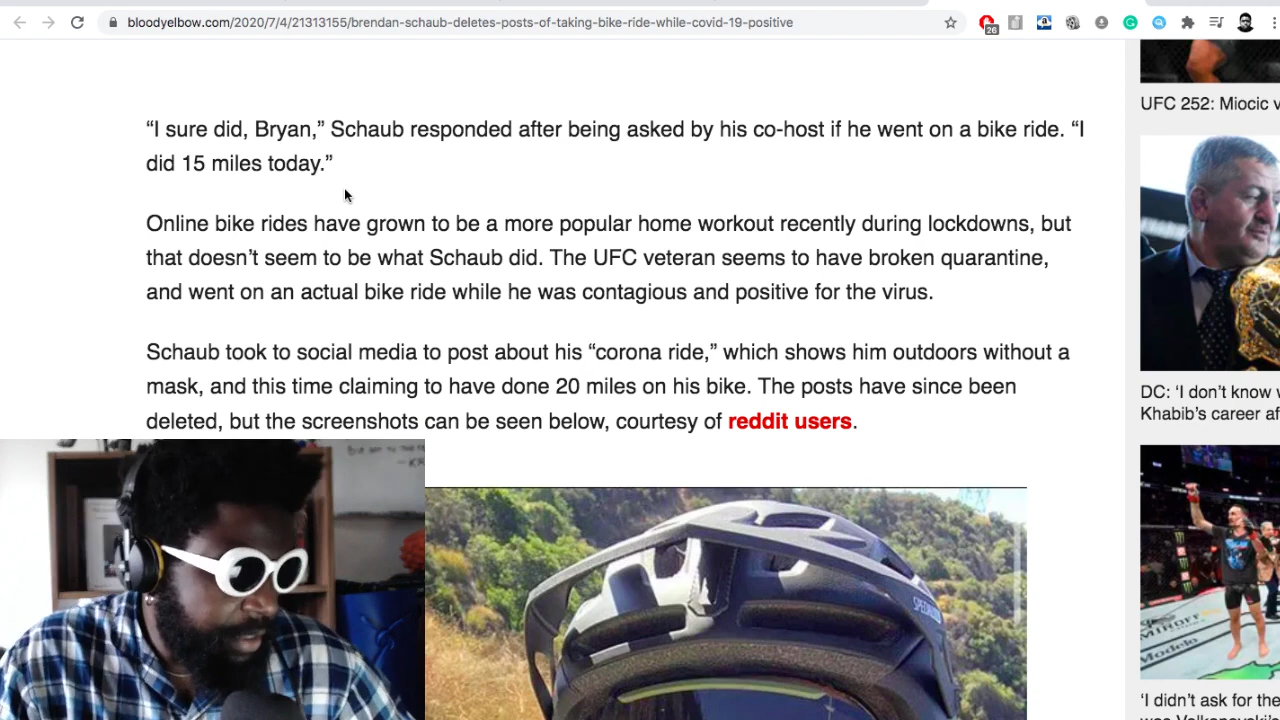 bloodyelbow.com/2020/7/4/21313155/brendan-schaub-deletes-posts-of-taking-bike-ride-while-covid-19-positive
26
“I sure did, Bryan,” Schaub responded after being asked by his co-host if he went on a bike ride. “I
did 15 miles today.”
Online bike rides have grown to be a more popular home workout recently during lockdowns, but
that doesn’t seem to be what Schaub did. The UFC veteran seems to have broken quarantine,
and went on an actual bike ride while he was contagious and positive for the virus.
Schaub took to social media to post about his “corona ride,” which shows him outdoors without a
mask, and this time claiming to have done 20 miles on his bike. The posts have since been
deleted, but the screenshots can be seen below, courtesy of reddit users.
UFC 252: Miocic v
DC: ‘I don’t know
Khabib’s career af
Modelo
‘I didn’t ask for the